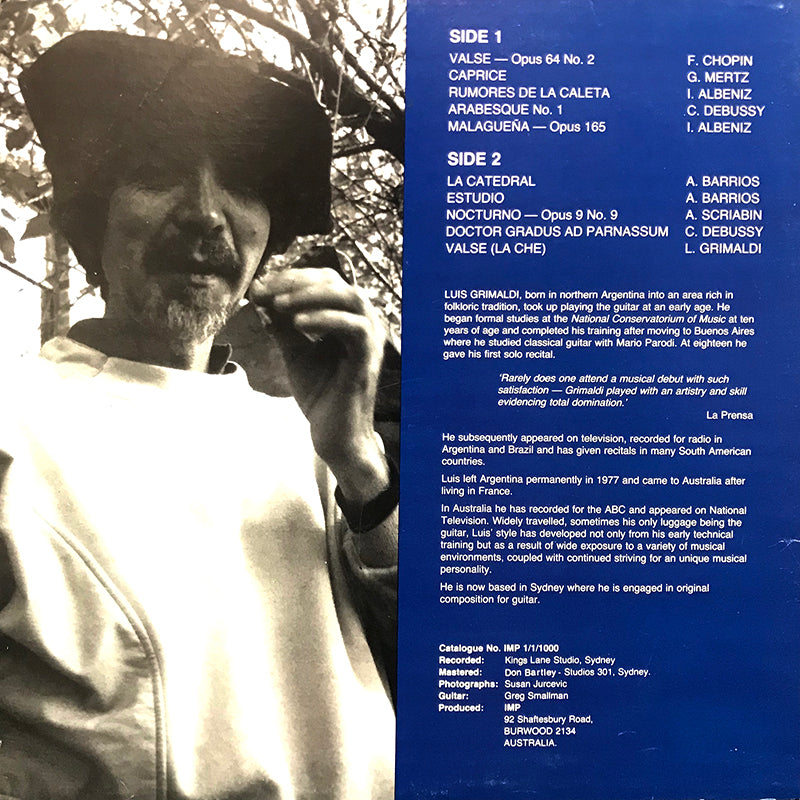 SIDE 1
VALSE — Opus 64 No. 2 F. CHOPIN
CAPRICE G. MERTZ
RUMORES DE LA CALETA I. ALBENIZ
ARABESQUE No. 1 C. DEBUSSY
MALAGUEÑA — Opus 165 I. ALBENIZ
SIDE 2
LA CATEDRAL A. BARRIOS
ESTUDIO A. BARRIOS
NOCTURNO — Opus 9 No. 9 A. SCRIABIN
DOCTOR GRADUS AD PARNASSUM C. DEBUSSY
VALSE (LA CHE) L. GRIMALDI
LUIS GRIMALDI, born in northern Argentina into an area rich in
folkloric tradition, took up playing the guitar at an early age. He
began formal studies at the National Conservatorium of Music at ten
years of age and completed his training after moving to Buenos Aires
where he studied classical guitar with Mario Parodi. At eighteen he
gave his first solo recital.
'Rarely does one attend a musical debut with such
satisfaction — Grimaldi played with an artistry and skill
evidencing total domination.'
La Prensa
He subsequently appeared on television, recorded for radio in
Argentina and Brazil and has given recitals in many South American
countries.
Luis left Argentina permanently in 1977 and came to Australia after
living in France.
In Australia he has recorded for the ABC and appeared on National
Television. Widely travelled, sometimes his only luggage being the
guitar, Luis' style has developed not only from his early technical
training but as a result of wide exposure to a variety of musical
environments, coupled with continued striving for an unique musical
personality.
He is now based in Sydney where he is engaged in original
composition for guitar.
Catalogue No. IMP 1/1/1000
Recorded: Kings Lane Studio, Sydney
Mastered: Don Bartley - Studios 301, Sydney.
Photographs: Susan Jurcevic
Guitar: Greg Smallman
Produced: IMP
92 Shaftesbury Road,
BURWOOD 2134
AUSTRALIA.